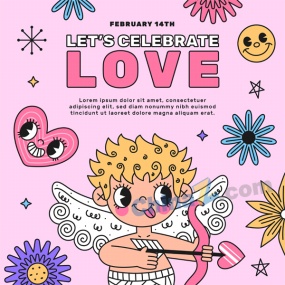 FEBRUARY 14TH
LET'S CELEBRATE
LOVE
Lorem ipsum dolor sit amet, consectetuer
adipiscing elit, sed diam nonummy nibh euismod
tincidunt ut laoreet dolore magna aliquam erat.